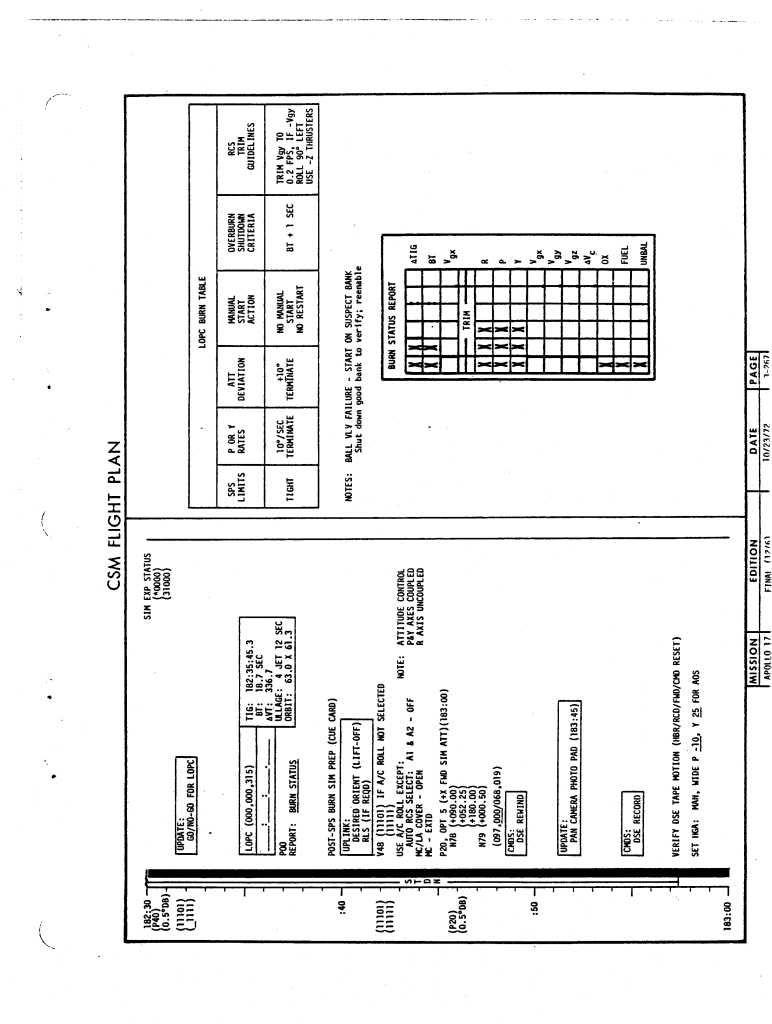 CSM FLIGHT PLAN
182:30
(P40)
(0.5°DB)
(11101)
(_1111)
:40
(11101)
(11111)
(P20)
(0.5°DB)
:50
183:00
S
T
D
N
UPDATE:
GO/NO-GO FOR LOPC
SIM EXP STATUS
(*0000)
(31000)
LOPC (000,000,315)
___:___:___.___
TIG: 182:35:45.3
BT: 18.7 SEC
ΔVT: 336.7
ULLAGE: 4 JET 12 SEC
ORBIT: 63.0 X 61.3
POO
REPORT: BURN STATUS
POST-SPS BURN SIM PREP (CUE CARD)
UPLINK:
DESIRED ORIENT (LIFT-OFF)
RLS (IF REQD)
V48 (11101) IF A/C ROLL NOT SELECTED
(11111)
USE A/C ROLL EXCEPT:
AUTO RCS SELECT: A1 & A2 - OFF
MC/LA COVER - OPEN
MC - EXTD
NOTE: ATTITUDE CONTROL
P&Y AXES COUPLED
R AXIS UNCOUPLED
P20, OPT 5 (+X FWD SIM ATT)(183:00)
N78 (+090.00)
(+052.25)
(+180.00)
N79 (+000.50)
(097,000/068,019)
CMDS:
DSE REWIND
UPDATE:
PAN CAMERA PHOTO PAD (183:45)
CMDS:
DSE RECORD
VERIFY DSE TAPE MOTION (HBR/RCD/FWD/CMD RESET)
SET HGA: MAN, WIDE P -10, Y 25 FOR AOS
LOPC BURN TABLE
SPS
LIMITS
P OR Y
RATES
ATT
DEVIATION
MANUAL
START
ACTION
OVERBURN
SHUTDOWN
CRITERIA
RCS
TRIM
GUIDELINES
TIGHT
10°/SEC
TERMINATE
+10°
TERMINATE
NO MANUAL
START
NO RESTART
BT + 1 SEC
TRIM Vgy TO
0.2 FPS, IF -Vgy
ROLL 90° LEFT
USE -Z THRUSTERS
NOTES: BALL VLV FAILURE - START ON SUSPECT BANK
Shut down good bank to verify; reenable
BURN STATUS REPORT
X X ΔTIG
X X BT
Vgx
TRIM
X X X R
X X X P
X X X Y
Vgx
Vgy
Vgz
ΔVc
X OX
X FUEL
X UNBAL
MISSION EDITION DATE PAGE
APOLLO 17 FINAL (12/6) 10/23/72 3-267